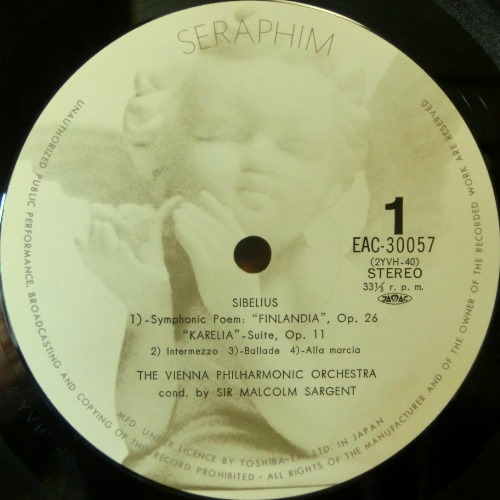 SERAPHIM
1
EAC-30057
(2YVH-40)
STEREO
33⅓ r. p. m.
JASRAC
SIBELIUS
1)-Symphonic Poem: "FINLANDIA", Op. 26
"KARELIA"-Suite, Op. 11
2) Intermezzo 3)-Ballade 4)-Alla marcia
THE VIENNA PHILHARMONIC ORCHESTRA
cond. by SIR MALCOLM SARGENT
MFD. UNDER LICENCE BY TOSHIBA-EMI LTD. IN JAPAN
UNAUTHORIZED PUBLIC PERFORMANCE, BROADCASTING AND COPYING OF THIS RECORD PROHIBITED · ALL RIGHTS OF THE MANUFACTURER AND OF THE OWNER OF THE RECORDED WORK ARE RESERVED